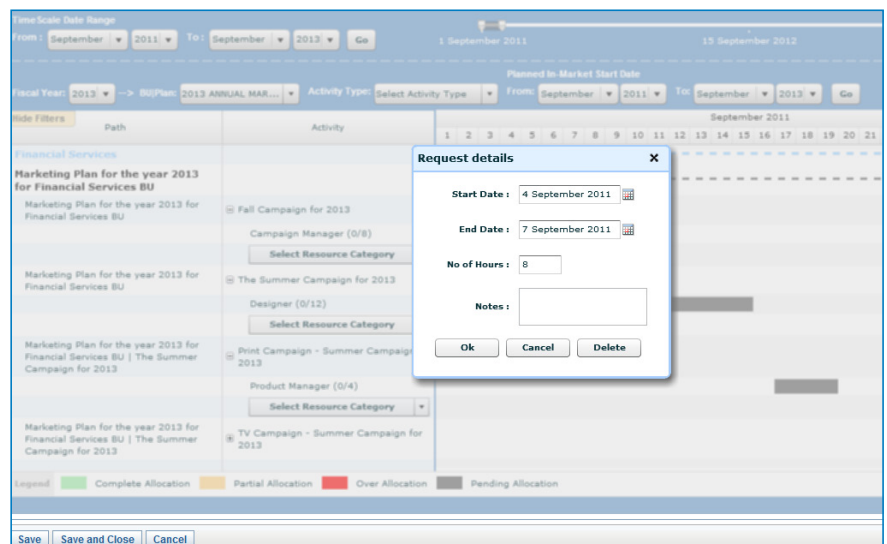 TimeScale Date Range
From : September 2011 To : September 2013 Go
1 September 2011 15 September 2012
Planned In-Market Start Date
Fiscal Year: 2013 --> BU|Plan: 2013 ANNUAL MAR... Activity Type: Select Activity Type From: September 2011 To: September 2013 Go
Hide Filters
Path Activity September 2011
1 2 3 4 5 6 7 8 9 10 11 12 13 14 15 16 17 18 19 20 21
Financial Services
Marketing Plan for the year 2013
for Financial Services BU
Marketing Plan for the year 2013 for
Financial Services BU
Fall Campaign for 2013
Campaign Manager (0/8)
Select Resource Category
Marketing Plan for the year 2013 for
Financial Services BU
The Summer Campaign for 2013
Designer (0/12)
Select Resource Category
Marketing Plan for the year 2013 for
Financial Services BU | The Summer
Campaign for 2013
Print Campaign - Summer Campaign
2013
Product Manager (0/4)
Select Resource Category
Marketing Plan for the year 2013 for
Financial Services BU | The Summer
Campaign for 2013
TV Campaign - Summer Campaign for
2013
Request details x
Start Date : 4 September 2011
End Date : 7 September 2011
No of Hours : 8
Notes :
Ok Cancel Delete
Legend Complete Allocation Partial Allocation Over Allocation Pending Allocation
Save Save and Close Cancel